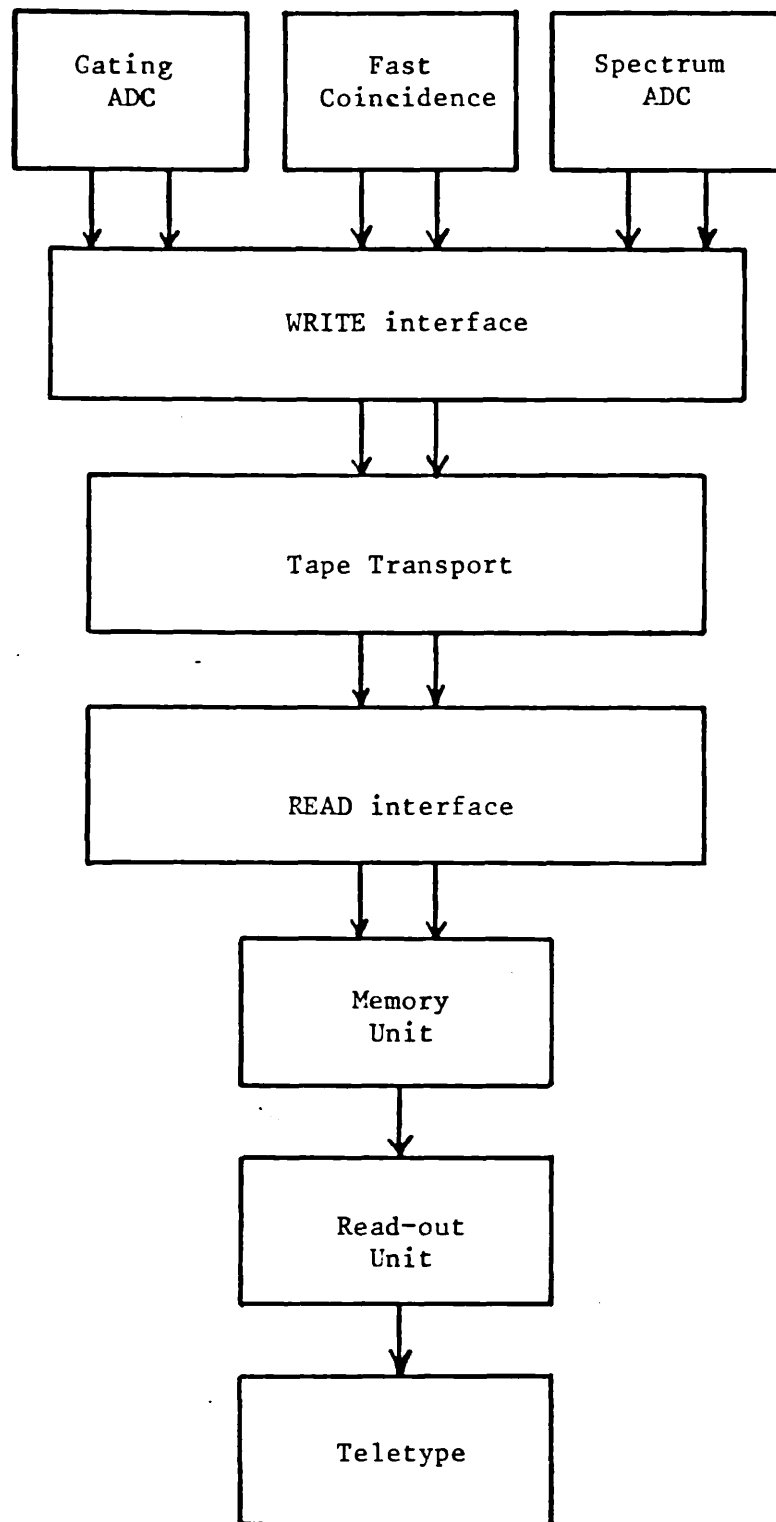 Gating
ADC
Fast
Coincidence
Spectrum
ADC
WRITE interface
Tape Transport
READ interface
Memory
Unit
Read-out
Unit
Teletype